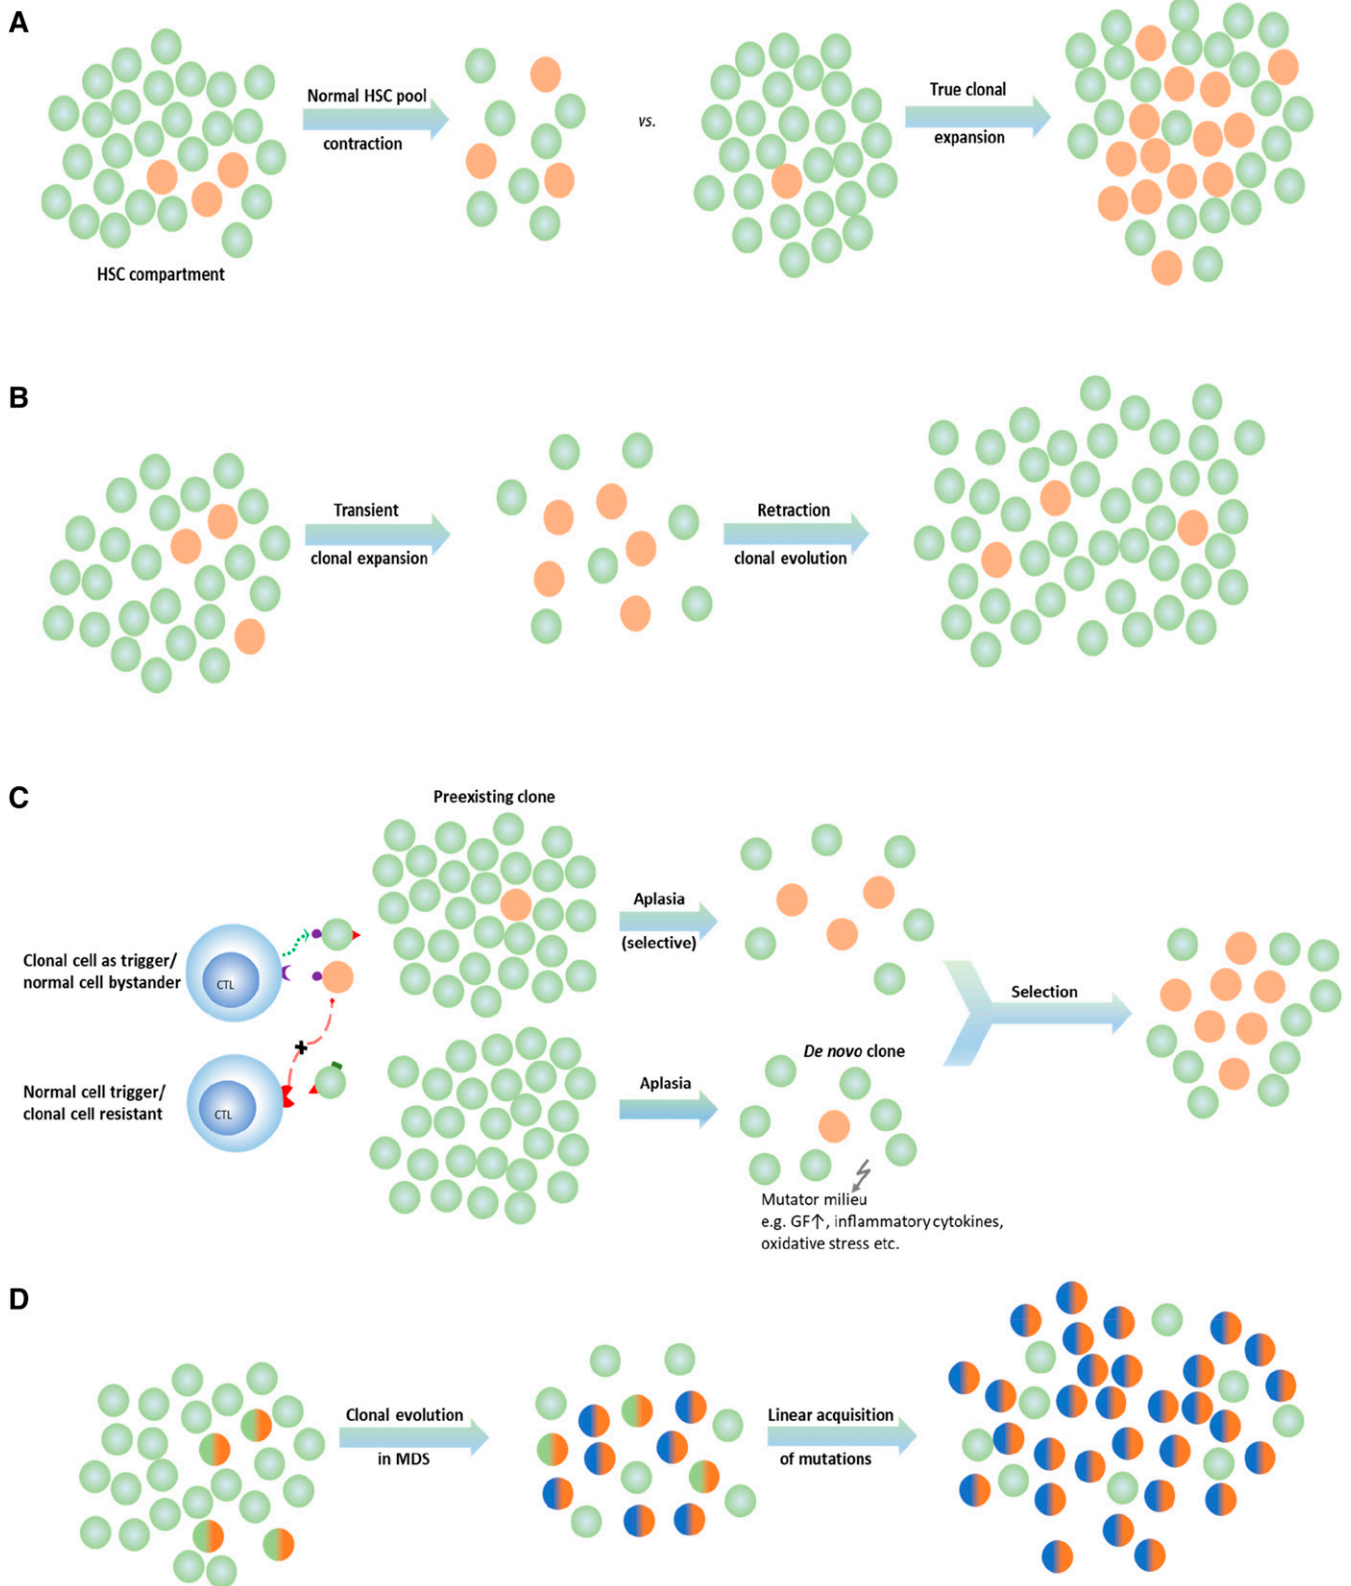 A
Normal HSC pool
contraction
vs.
True clonal
expansion
HSC compartment
B
Transient
clonal expansion
Retraction
clonal evolution
C
Preexisting clone
Clonal cell as trigger/
normal cell bystander
CTL
Aplasia
(selective)
Selection
Normal cell trigger/
clonal cell resistant
CTL
Aplasia
De novo clone
Mutator milieu
e.g. GF↑, inflammatory cytokines,
oxidative stress etc.
D
Clonal evolution
in MDS
Linear acquisition
of mutations